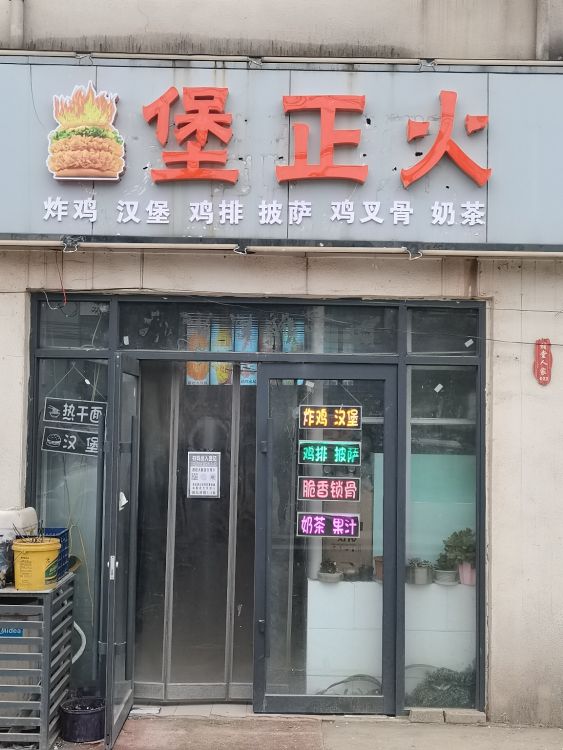 堡正火
炸鸡 汉堡 鸡排 披萨 鸡叉骨 奶茶
热干面
汉堡
炸鸡 汉堡
鸡排 披萨
脆香锁骨
奶茶 果汁
Midea